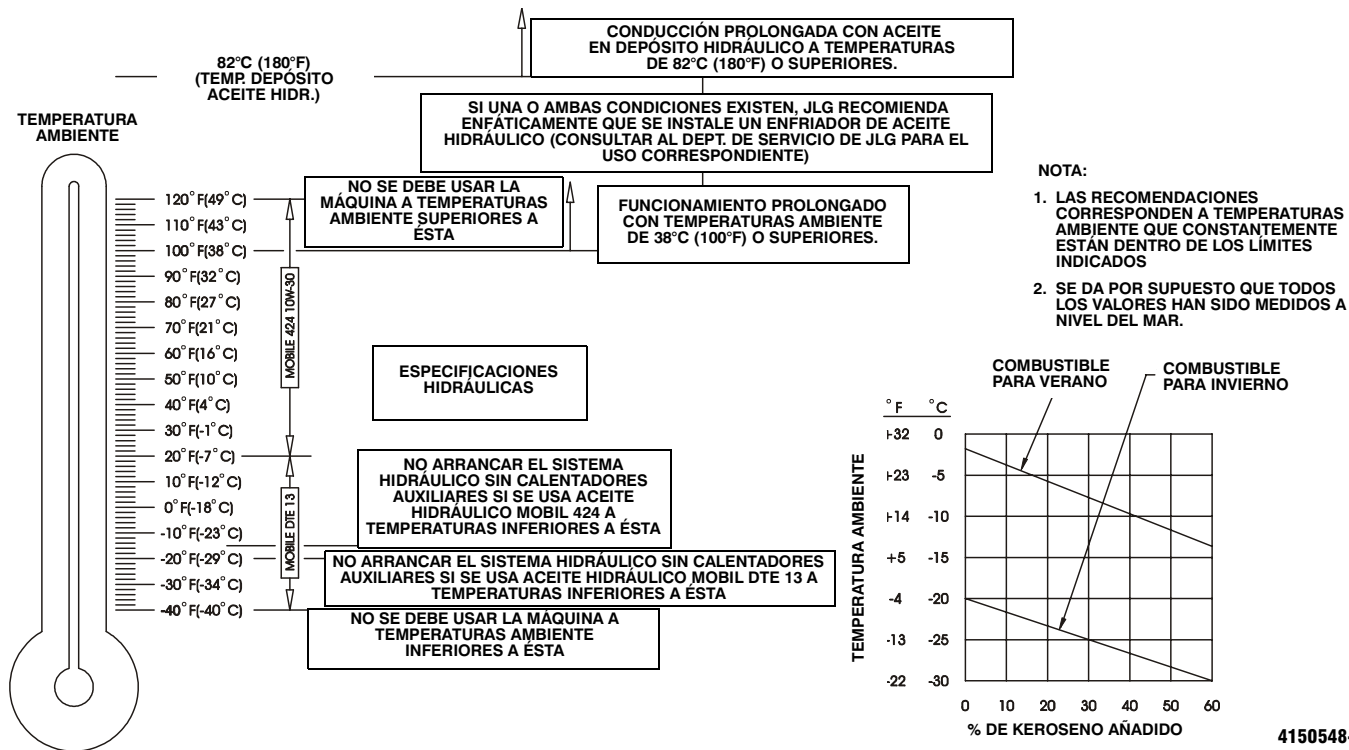 82°C (180°F)
(TEMP. DEPÓSITO
ACEITE HIDR.)
CONDUCCIÓN PROLONGADA CON ACEITE
EN DEPÓSITO HIDRÁULICO A TEMPERATURAS
DE 82°C (180°F) O SUPERIORES.
SI UNA O AMBAS CONDICIONES EXISTEN, JLG RECOMIENDA
ENFÁTICAMENTE QUE SE INSTALE UN ENFRIADOR DE ACEITE
HIDRÁULICO (CONSULTAR AL DEPT. DE SERVICIO DE JLG PARA EL
USO CORRESPONDIENTE)
TEMPERATURA
AMBIENTE
NO SE DEBE USAR LA
MÁQUINA A TEMPERATURAS
AMBIENTE SUPERIORES A
ÉSTA
FUNCIONAMIENTO PROLONGADO
CON TEMPERATURAS AMBIENTE
DE 38°C (100°F) O SUPERIORES.
120°F(49°C)
110°F(43°C)
100°F(38°C)
90°F(32°C)
80°F(27°C)
70°F(21°C)
60°F(16°C)
50°F(10°C)
40°F(4°C)
30°F(-1°C)
20°F(-7°C)
10°F(-12°C)
0°F(-18°C)
-10°F(-23°C)
-20°F(-29°C)
-30°F(-34°C)
-40°F(-40°C)
MOBILE 424 10W-30
MOBILE DTE 13
ESPECIFICACIONES
HIDRÁULICAS
NO ARRANCAR EL SISTEMA
HIDRÁULICO SIN CALENTADORES
AUXILIARES SI SE USA ACEITE
HIDRÁULICO MOBIL 424 A
TEMPERATURAS INFERIORES A ÉSTA
NO ARRANCAR EL SISTEMA HIDRÁULICO SIN CALENTADORES
AUXILIARES SI SE USA ACEITE HIDRÁULICO MOBIL DTE 13 A
TEMPERATURAS INFERIORES A ÉSTA
NO SE DEBE USAR LA MÁQUINA A
TEMPERATURAS AMBIENTE
INFERIORES A ÉSTA
NOTA:
1. LAS RECOMENDACIONES
CORRESPONDEN A TEMPERATURAS
AMBIENTE QUE CONSTANTEMENTE
ESTÁN DENTRO DE LOS LÍMITES
INDICADOS
2. SE DA POR SUPUESTO QUE TODOS
LOS VALORES HAN SIDO MEDIDOS A
NIVEL DEL MAR.
COMBUSTIBLE
PARA VERANO
COMBUSTIBLE
PARA INVIERNO
°F °C
+32 0
+23 -5
+14 -10
+5 -15
-4 -20
-13 -25
-22 -30
TEMPERATURA AMBIENTE
0 10 20 30 40 50 60
% DE KEROSENO AÑADIDO
4150548-